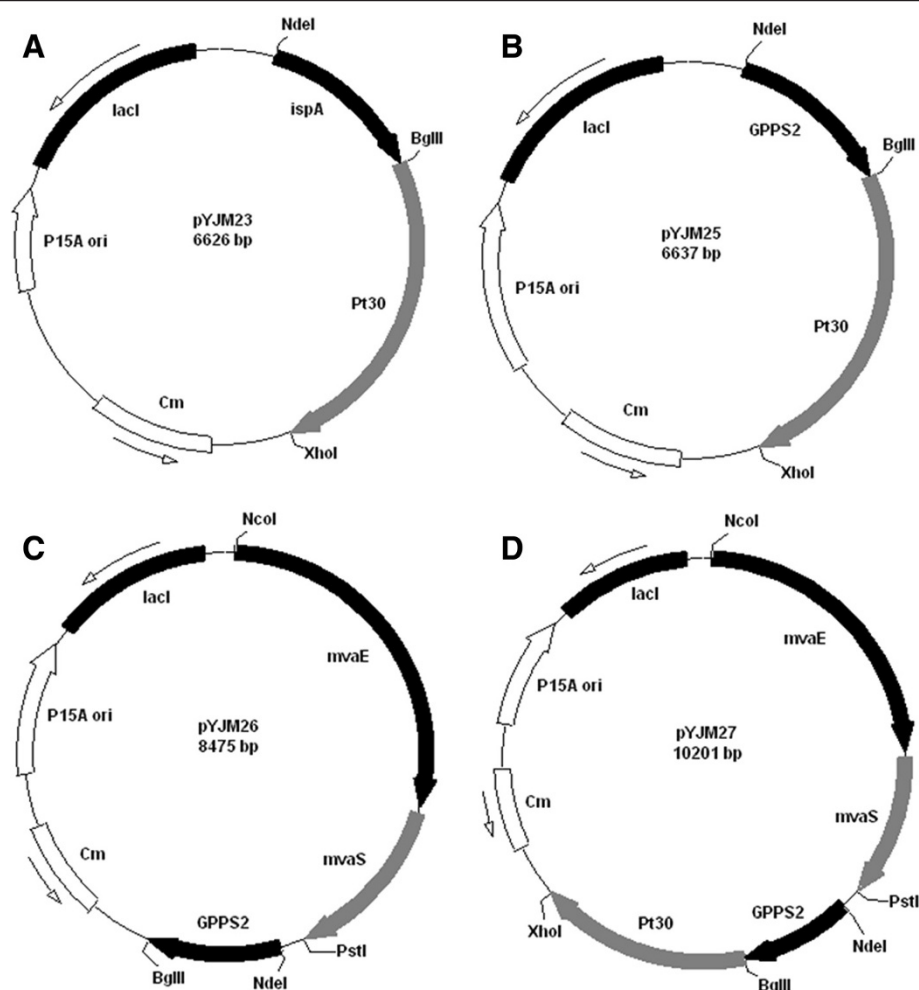 A
NdeI
lacI
ispA
BglII
P15A ori
pYJM23
6626 bp
Pt30
Cm
XhoI
B
NdeI
lacI
GPPS2
BglII
P15A ori
pYJM25
6637 bp
Pt30
Cm
XhoI
C
NcoI
lacI
mvaE
P15A ori
pYJM26
8475 bp
Cm
mvaS
GPPS2
PstI
BglII
NdeI
D
NcoI
lacI
mvaE
P15A ori
pYJM27
10201 bp
Cm
mvaS
PstI
GPPS2
NdeI
Pt30
XhoI
BglII